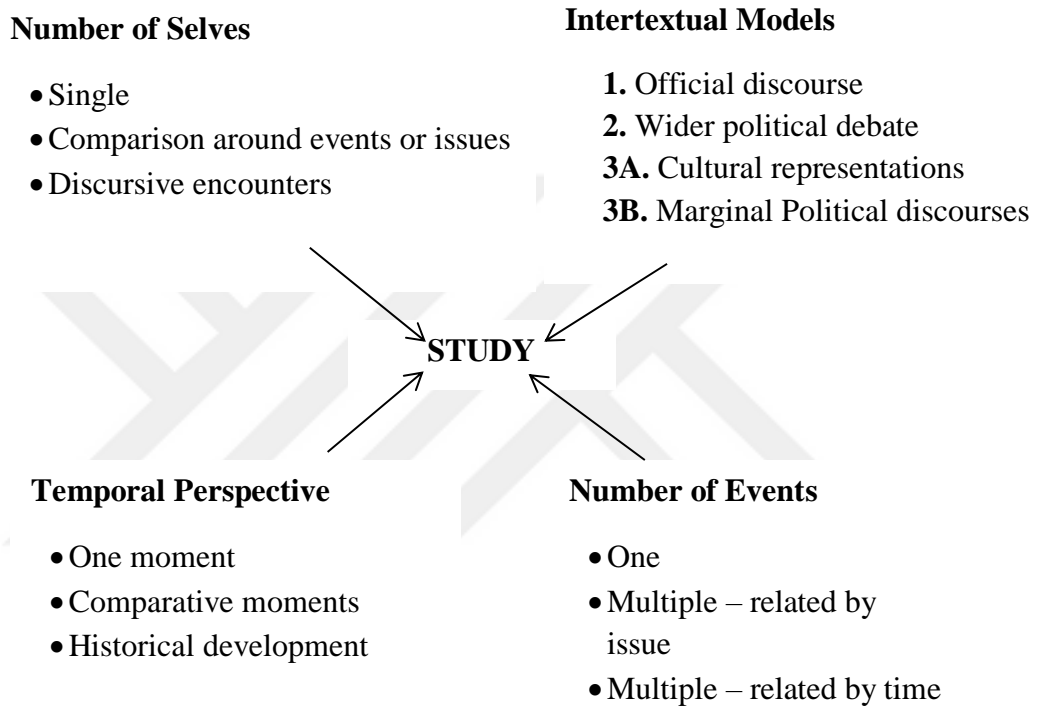 Number of Selves
• Single
• Comparison around events or issues
• Discursive encounters
Intertextual Models
1. Official discourse
2. Wider political debate
3A. Cultural representations
3B. Marginal Political discourses
STUDY
Temporal Perspective
• One moment
• Comparative moments
• Historical development
Number of Events
• One
• Multiple – related by
issue
• Multiple – related by time